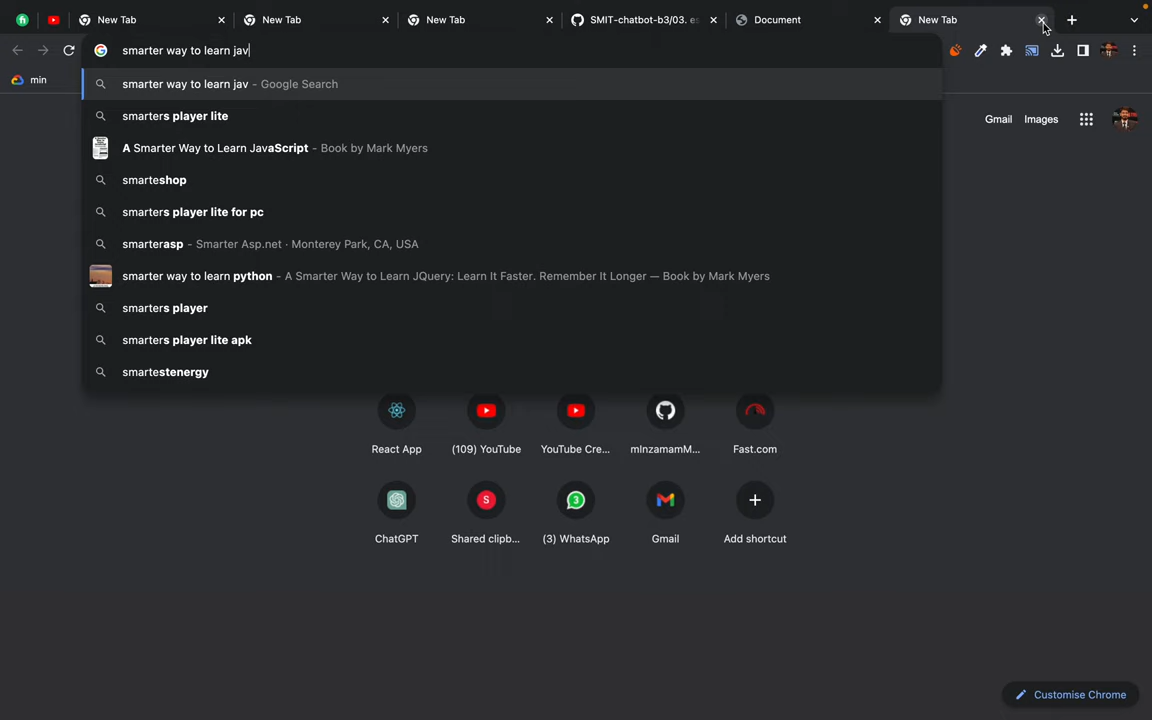 New Tab
New Tab
New Tab
SMIT-chatbot-b3/03. es
Document
New Tab
smarter way to learn jav
min
smarter way to learn jav - Google Search
smarters player lite
A Smarter Way to Learn JavaScript - Book by Mark Myers
smarteshop
smarters player lite for pc
smarterasp - Smarter Asp.net · Monterey Park, CA, USA
smarter way to learn python - A Smarter Way to Learn JQuery: Learn It Faster. Remember It Longer — Book by Mark Myers
smarters player
smarters player lite apk
smartestenergy
Gmail Images
React App
(109) YouTube
YouTube Cre...
mInzamamM...
Fast.com
ChatGPT
S
Shared clipb...
3
(3) WhatsApp
Gmail
Add shortcut
Customise Chrome